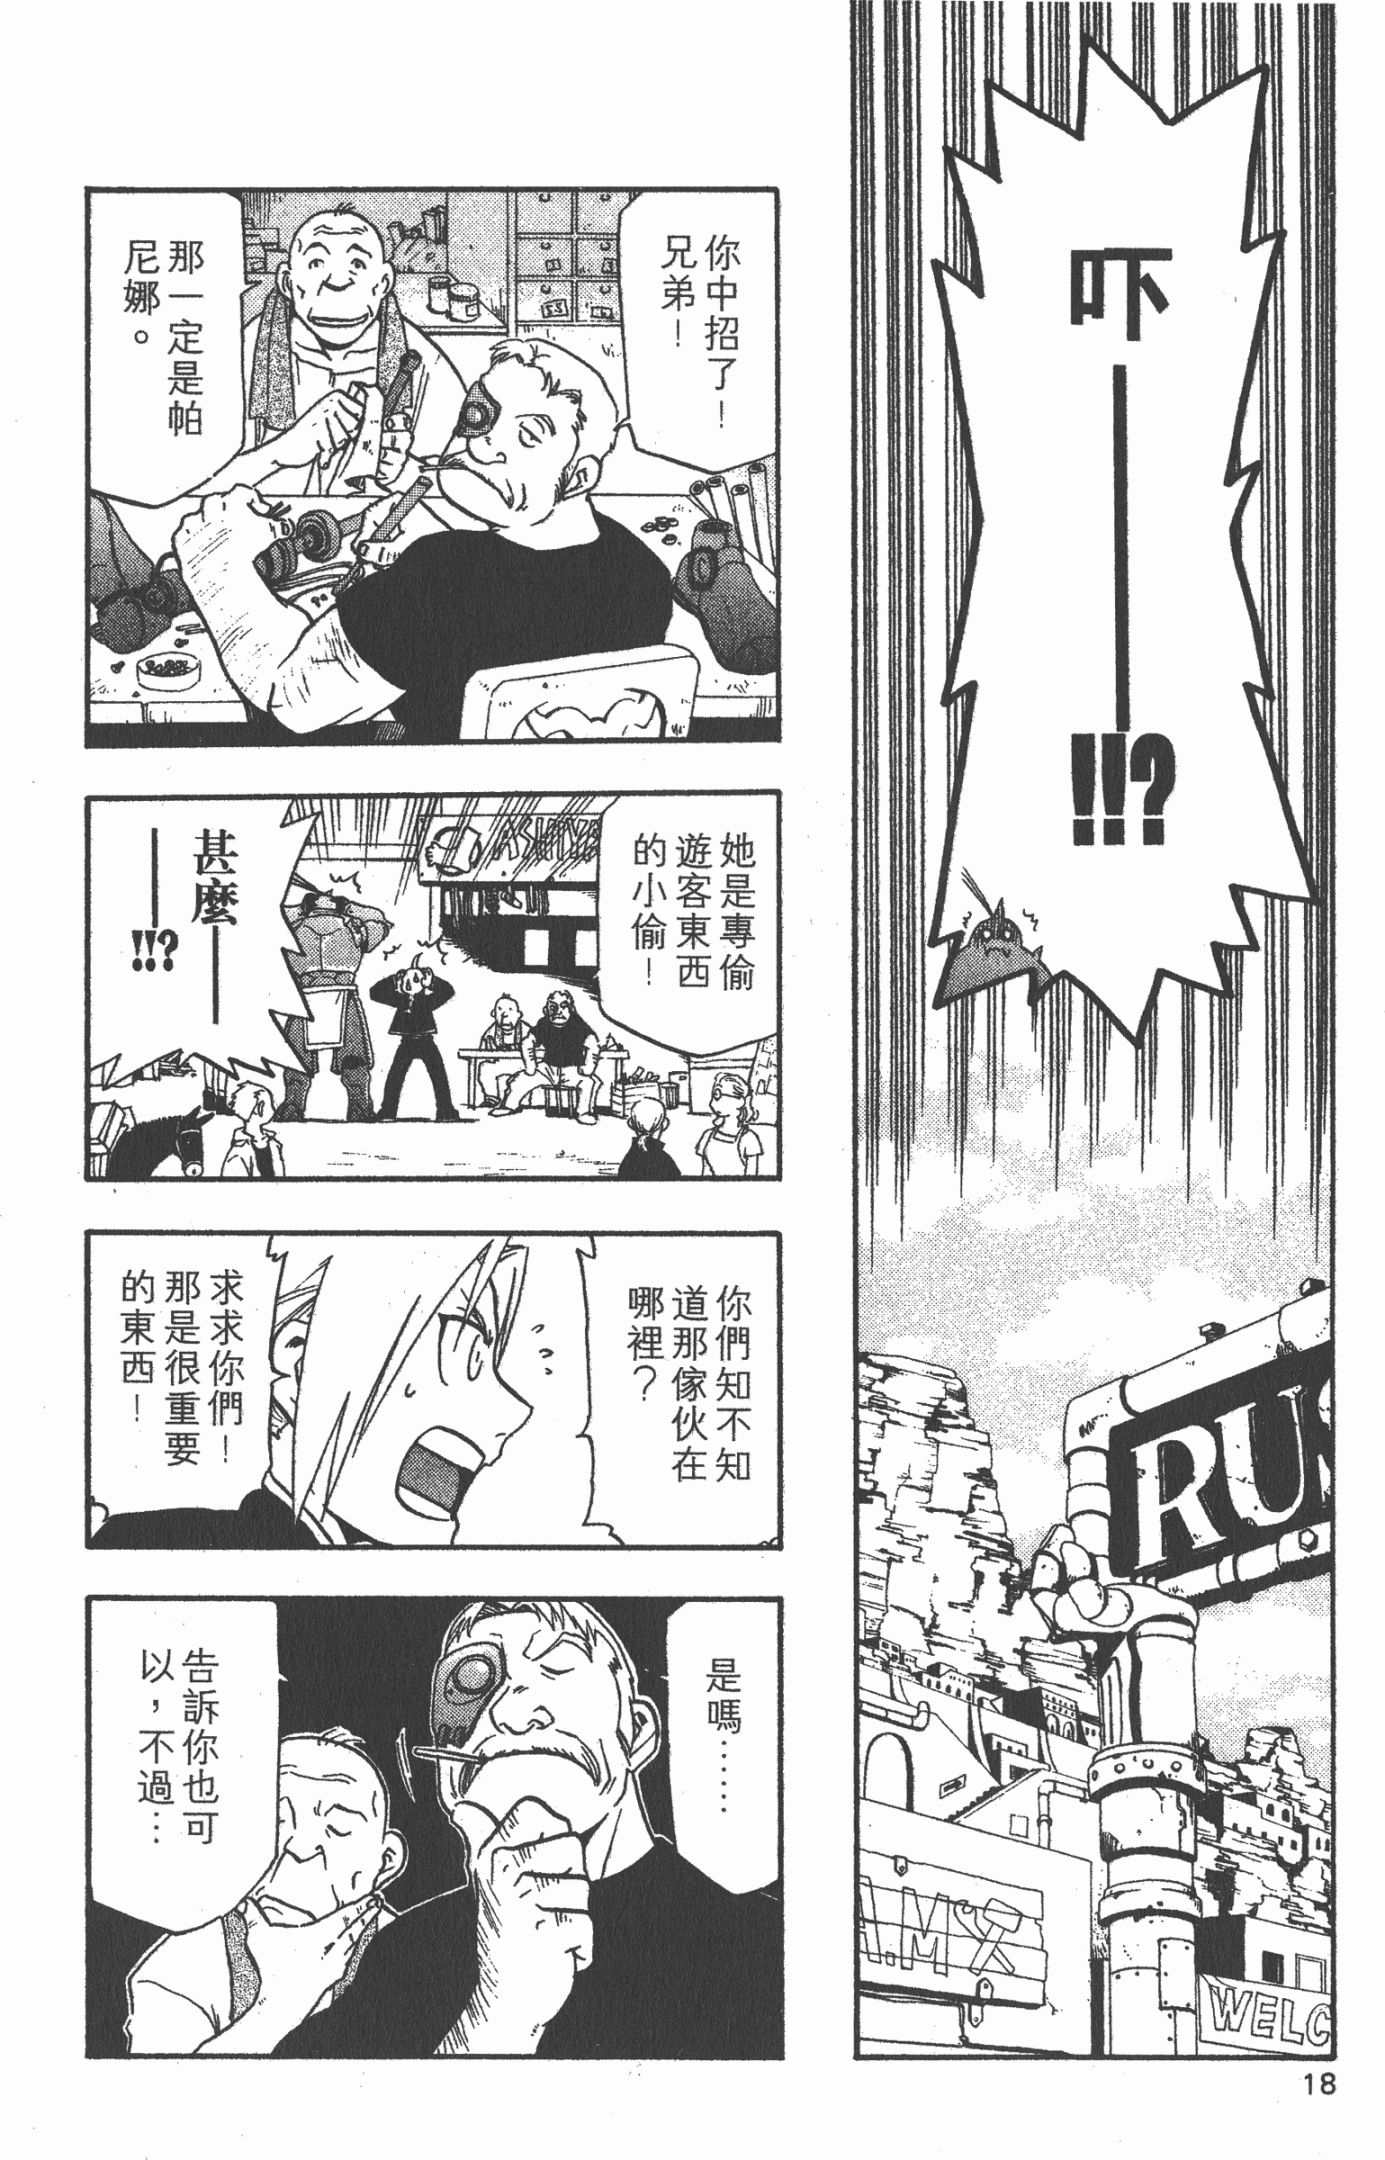 吓——!!?
RUS
A.M
WELC
你中招了！
兄弟！
那一定是帕
尼娜。
55
她是專偷
遊客東西
的小偷！
ASHIYA
甚麼——
——!!?
你們知不知
道那傢伙在
哪裡？
求求你們！
那是很重要
的東西！
是嗎……
告訴你也可
以，不過…
18